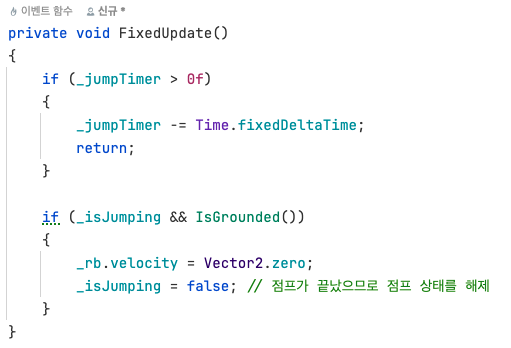 이벤트 함수 신규 *
private void FixedUpdate()
{
    if (_jumpTimer > 0f)
    {
        _jumpTimer -= Time.fixedDeltaTime;
        return;
    }

    if (_isJumping && IsGrounded())
    {
        _rb.velocity = Vector2.zero;
        _isJumping = false; // 점프가 끝났으므로 점프 상태를 해제
    }
}